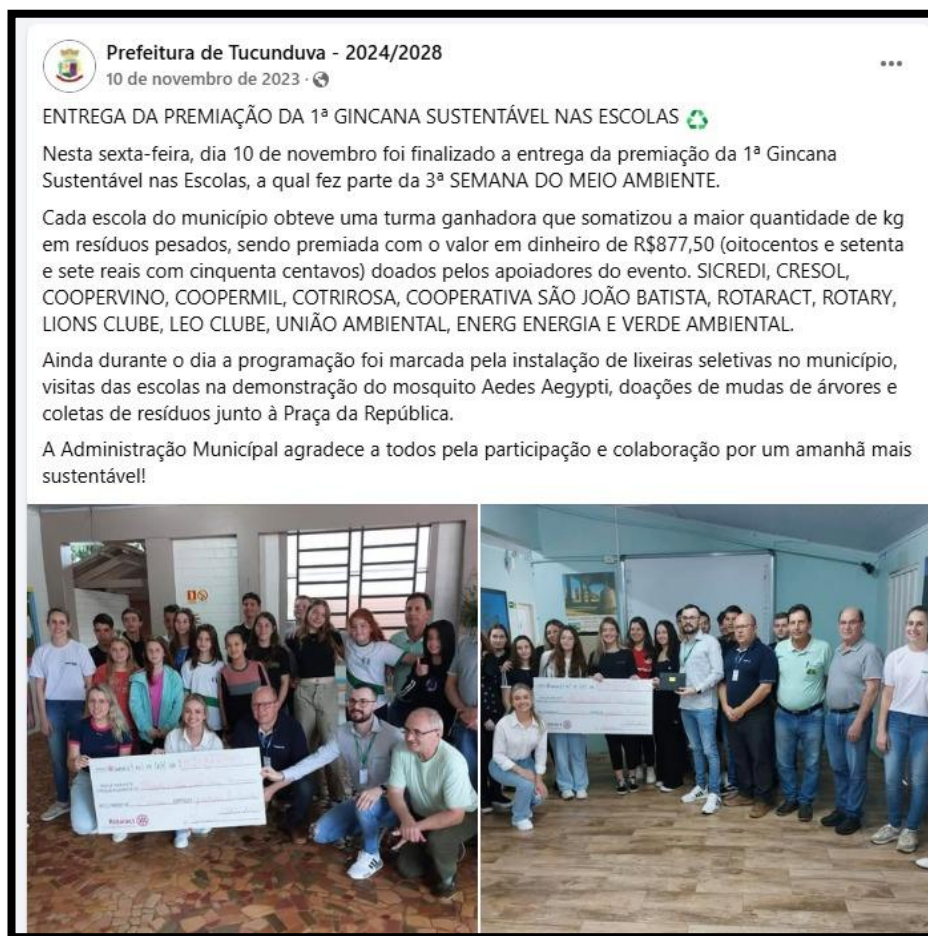 Prefeitura de Tucunduva - 2024/2028
10 de novembro de 2023 ·
ENTREGA DA PREMIAÇÃO DA 1ª GINCANA SUSTENTÁVEL NAS ESCOLAS
Nesta sexta-feira, dia 10 de novembro foi finalizado a entrega da premiação da 1ª Gincana
Sustentável nas Escolas, a qual fez parte da 3ª SEMANA DO MEIO AMBIENTE.
Cada escola do município obteve uma turma ganhadora que somatizou a maior quantidade de kg
em resíduos pesados, sendo premiada com o valor em dinheiro de R$877,50 (oitocentos e setenta
e sete reais com cinquenta centavos) doados pelos apoiadores do evento. SICREDI, CRESOL,
COOPERVINO, COOPERMIL, COTRIROSA, COOPERATIVA SÃO JOÃO BATISTA, ROTARACT, ROTARY,
LIONS CLUBE, LEO CLUBE, UNIÃO AMBIENTAL, ENERG ENERGIA E VERDE AMBIENTAL.
Ainda durante o dia a programação foi marcada pela instalação de lixeiras seletivas no município,
visitas das escolas na demonstração do mosquito Aedes Aegypti, doações de mudas de árvores e
coletas de resíduos junto à Praça da República.
A Administração Municípal agradece a todos pela participação e colaboração por um amanhã mais
sustentável!
Rotaract